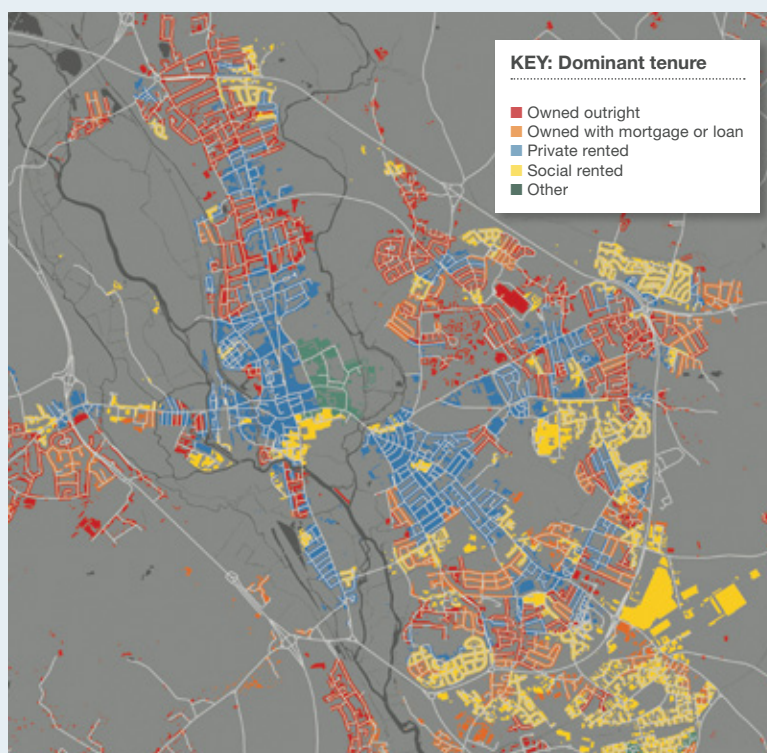 KEY: Dominant tenure
Owned outright
Owned with mortgage or loan
Private rented
Social rented
Other